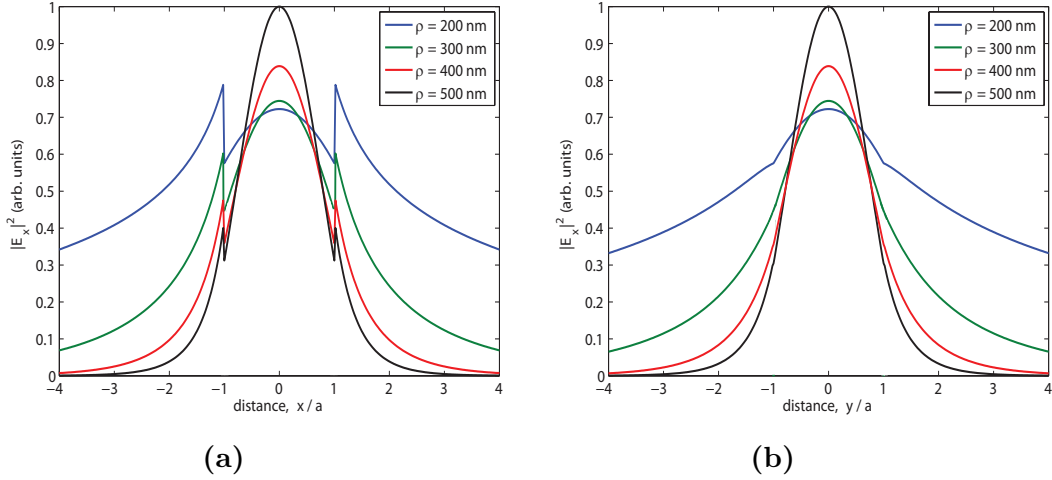 1
0.9
0.8
0.7
0.6
0.5
0.4
0.3
0.2
0.1
0
|E_x|^2 (arb. units)
−4 −3 −2 −1 0 1 2 3 4
distance, x / a
ρ = 200 nm
ρ = 300 nm
ρ = 400 nm
ρ = 500 nm
(a)
1
0.9
0.8
0.7
0.6
0.5
0.4
0.3
0.2
0.1
0
|E_x|^2 (arb. units)
−4 −3 −2 −1 0 1 2 3 4
distance, y / a
ρ = 200 nm
ρ = 300 nm
ρ = 400 nm
ρ = 500 nm
(b)